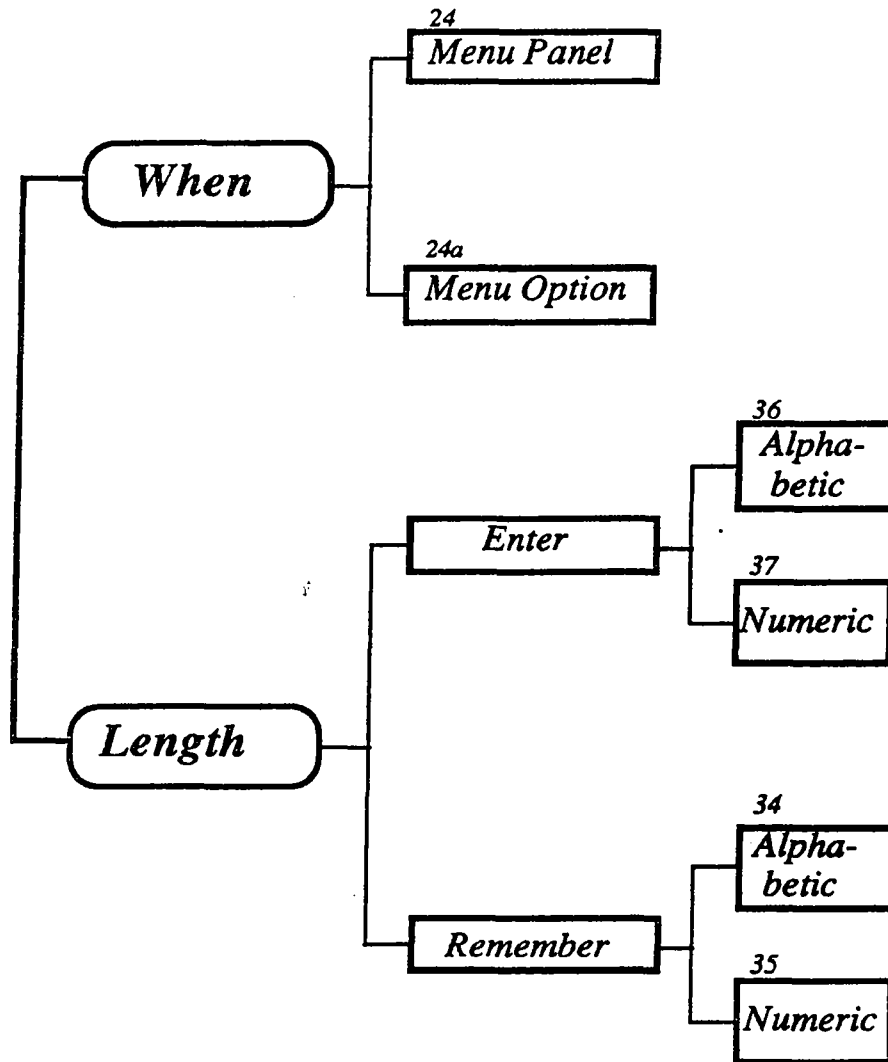 24
Menu Panel
When
24a
Menu Option
36
Alpha-
betic
Enter
37
Numeric
Length
34
Alpha-
betic
Remember
35
Numeric